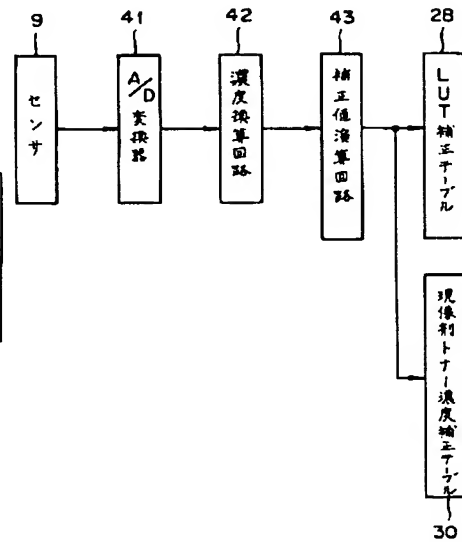 9
センサ
41
A/D変換器
42
濃度換算回路
43
補正値演算回路
28
LUT補正テーブル
現像剤トナー濃度補正テーブル
30